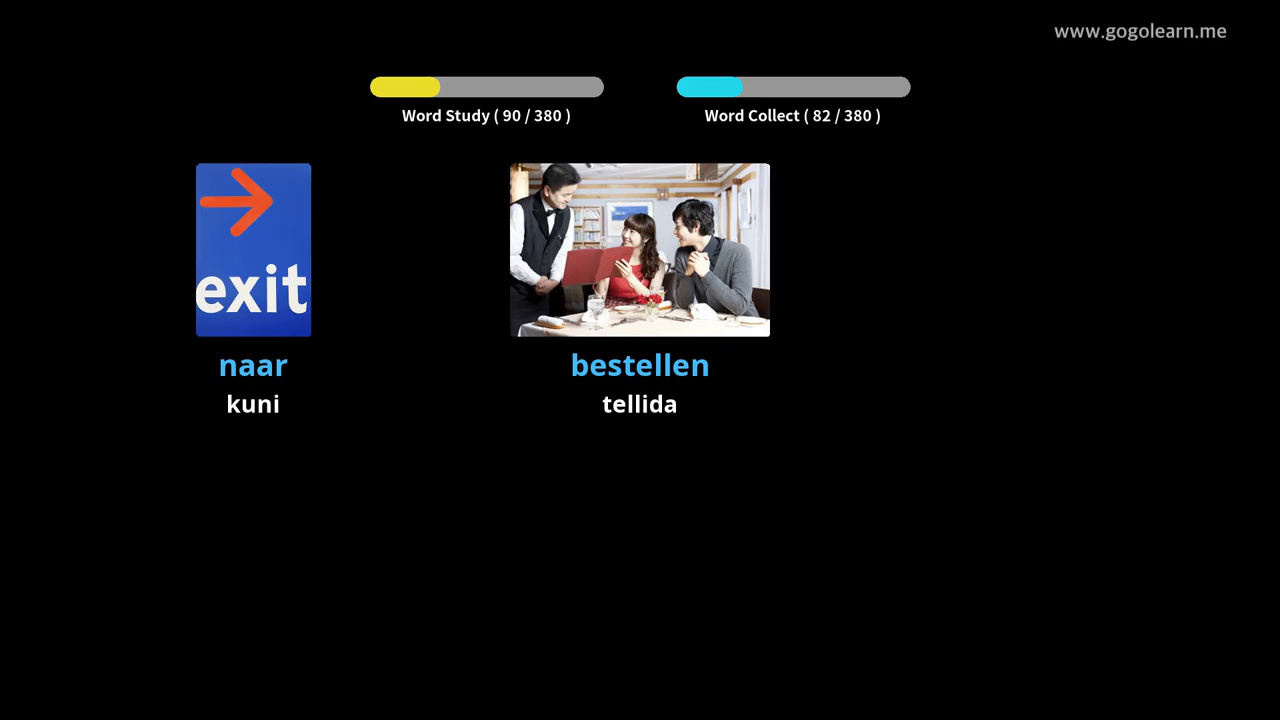 www.gogolearn.me
Word Study ( 90 / 380 )
Word Collect ( 82 / 380 )
exit
naar
kuni
bestellen
tellida